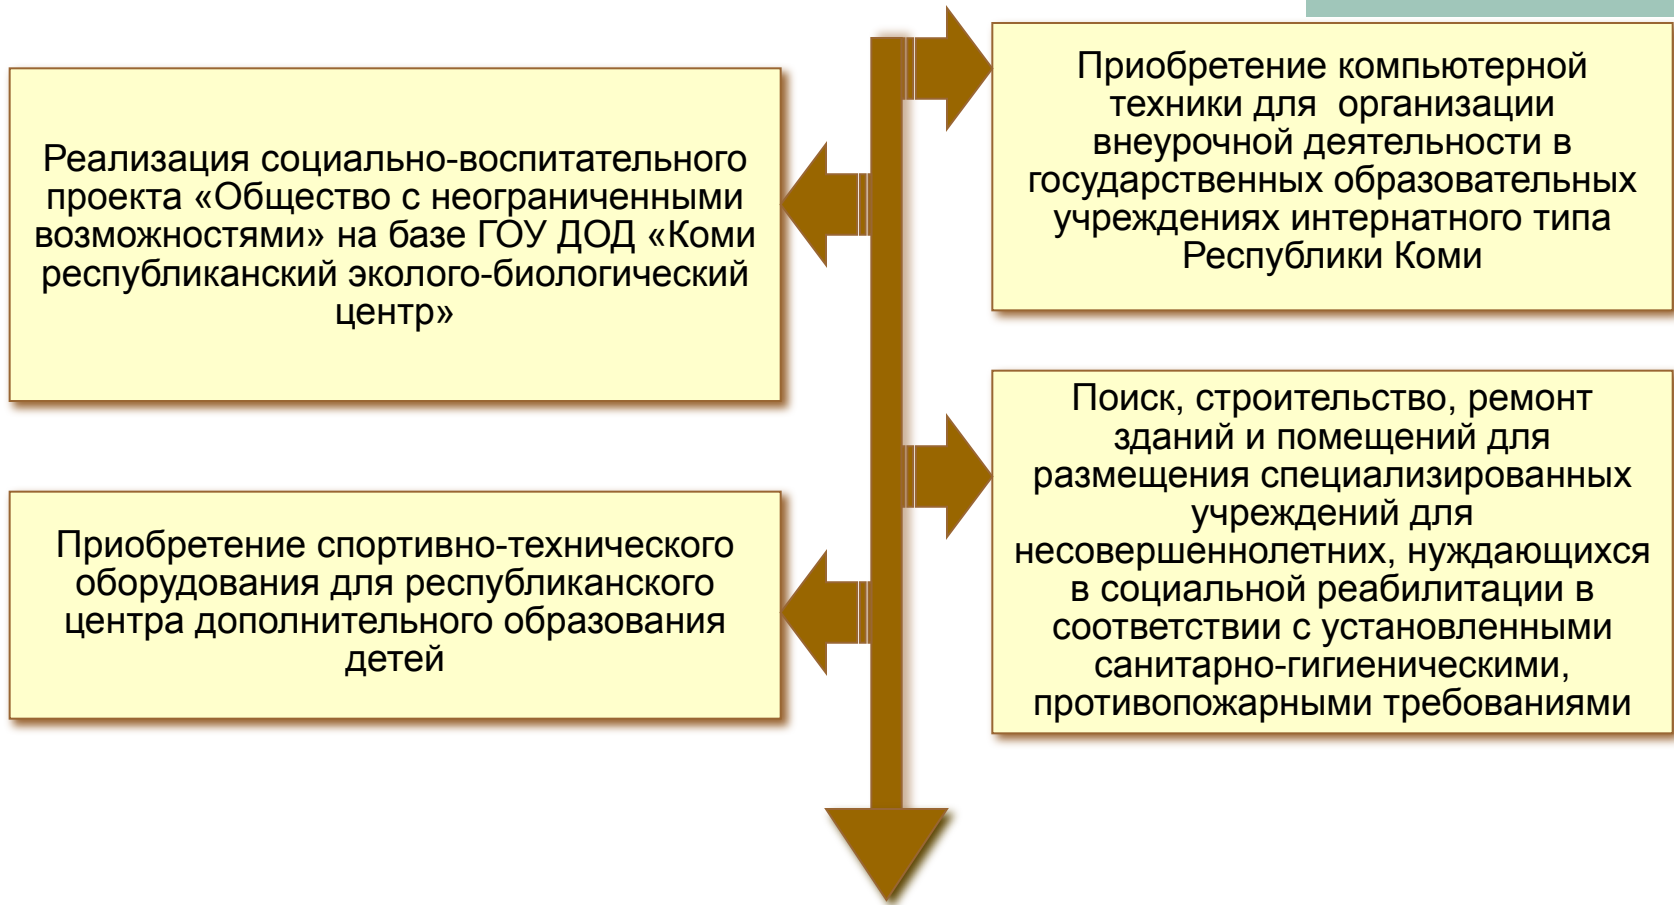 Реализация социально-воспитательного
проекта «Общество с неограниченными
возможностями» на базе ГОУ ДОД «Коми
республиканский эколого-биологический
центр»
Приобретение компьютерной
техники для организации
внеурочной деятельности в
государственных образовательных
учреждениях интернатного типа
Республики Коми
Приобретение спортивно-технического
оборудования для республиканского
центра дополнительного образования
детей
Поиск, строительство, ремонт
зданий и помещений для
размещения специализированных
учреждений для
несовершеннолетних, нуждающихся
в социальной реабилитации в
соответствии с установленными
санитарно-гигиеническими,
противопожарными требованиями